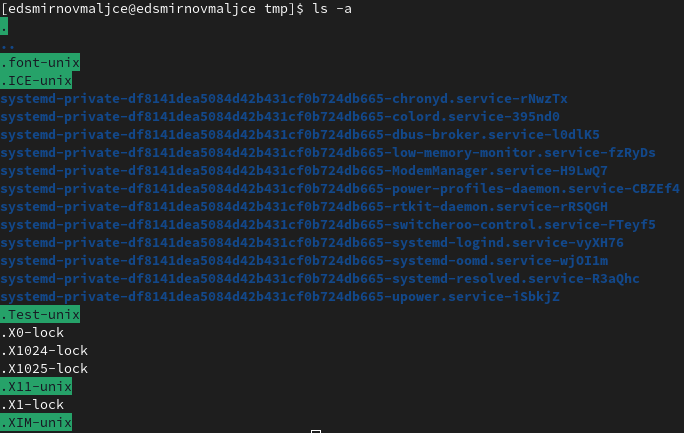 [edsmirnovmaljce@edsmirnovmaljce tmp]$ ls -a
.
..
.font-unix
.ICE-unix
systemd-private-df8141dea5084d42b431cf0b724db665-chronyd.service-rNwzTx
systemd-private-df8141dea5084d42b431cf0b724db665-colord.service-395nd0
systemd-private-df8141dea5084d42b431cf0b724db665-dbus-broker.service-l0dlK5
systemd-private-df8141dea5084d42b431cf0b724db665-low-memory-monitor.service-fzRyDs
systemd-private-df8141dea5084d42b431cf0b724db665-ModemManager.service-H9LwQ7
systemd-private-df8141dea5084d42b431cf0b724db665-power-profiles-daemon.service-CBZEf4
systemd-private-df8141dea5084d42b431cf0b724db665-rtkit-daemon.service-rRSQGH
systemd-private-df8141dea5084d42b431cf0b724db665-switcheroo-control.service-FTeyf5
systemd-private-df8141dea5084d42b431cf0b724db665-systemd-logind.service-vyXH76
systemd-private-df8141dea5084d42b431cf0b724db665-systemd-oomd.service-wjOI1m
systemd-private-df8141dea5084d42b431cf0b724db665-systemd-resolved.service-R3aQhc
systemd-private-df8141dea5084d42b431cf0b724db665-upower.service-iSbkjZ
.Test-unix
.X0-lock
.X1024-lock
.X1025-lock
.X11-unix
.X1-lock
.XIM-unix